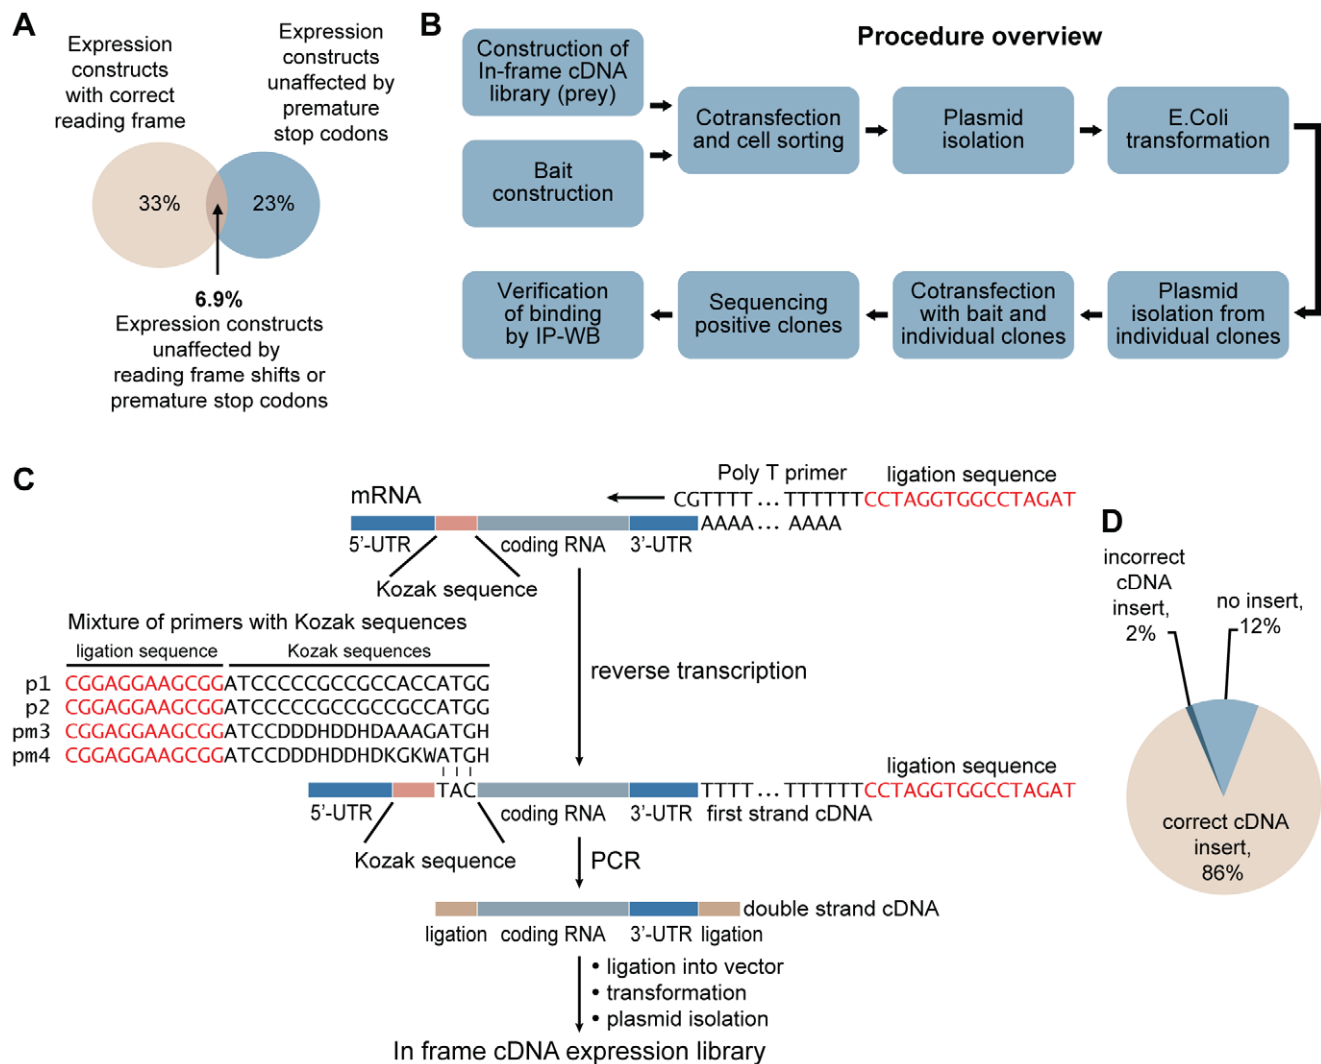 A
Expression
constructs
with correct
reading frame
Expression
constructs
unaffected by
premature
stop codons
33%
23%
6.9%
Expression constructs
unaffected by
reading frame shifts or
premature stop codons
B
Procedure overview
Construction of
In-frame cDNA
library (prey)
Bait
construction
Cotransfection
and cell sorting
Plasmid
isolation
E.Coli
transformation
Plasmid
isolation from
individual clones
Cotransfection
with bait and
individual clones
Sequencing
positive clones
Verification
of binding
by IP-WB
C
Poly T primer
ligation sequence
mRNA
CGTTTT...TTTTTTCCTAGGTGGCCTAGAT
AAAA... AAAA
5'-UTR
coding RNA
3'-UTR
Kozak sequence
Mixture of primers with Kozak sequences
ligation sequence
Kozak sequences
p1 CGGAGGAAGCGGATCCCCCGCCGCCACCATGG
p2 CGGAGGAAGCGGATCCCCCGCCGCCGCCATGG
pm3 CGGAGGAAGCGGATCCDDDHDDHDAAAGATGH
pm4 CGGAGGAAGCGGATCCDDDHDDHDKGKWATGH
reverse transcription
ligation sequence
TAC
TTTT...TTTTTTCCTAGGTGGCCTAGAT
5'-UTR
coding RNA
3'-UTR
first strand cDNA
Kozak sequence
PCR
double strand cDNA
ligation
coding RNA
3'-UTR
ligation
• ligation into vector
• transformation
• plasmid isolation
In frame cDNA expression library
D
incorrect
cDNA
insert,
2%
no insert,
12%
correct cDNA
insert,
86%